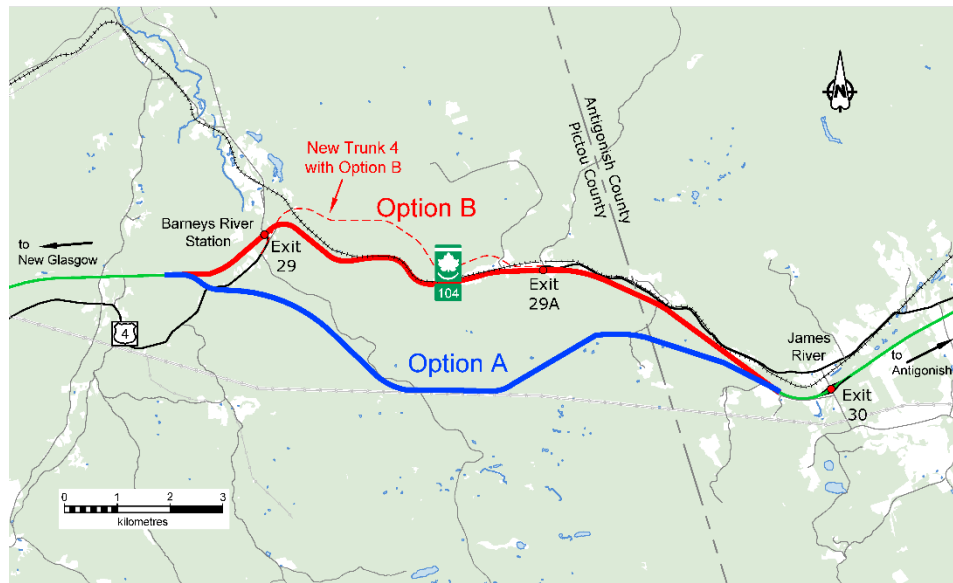 N
Antigonish County
Pictou County
New Trunk 4
with Option B
Option B
Barneys River
Station
to
New Glasgow
Exit
29
104
Exit
29A
4
Option A
James
River
to
Antigonish
Exit
30
0 1 2 3
kilometres